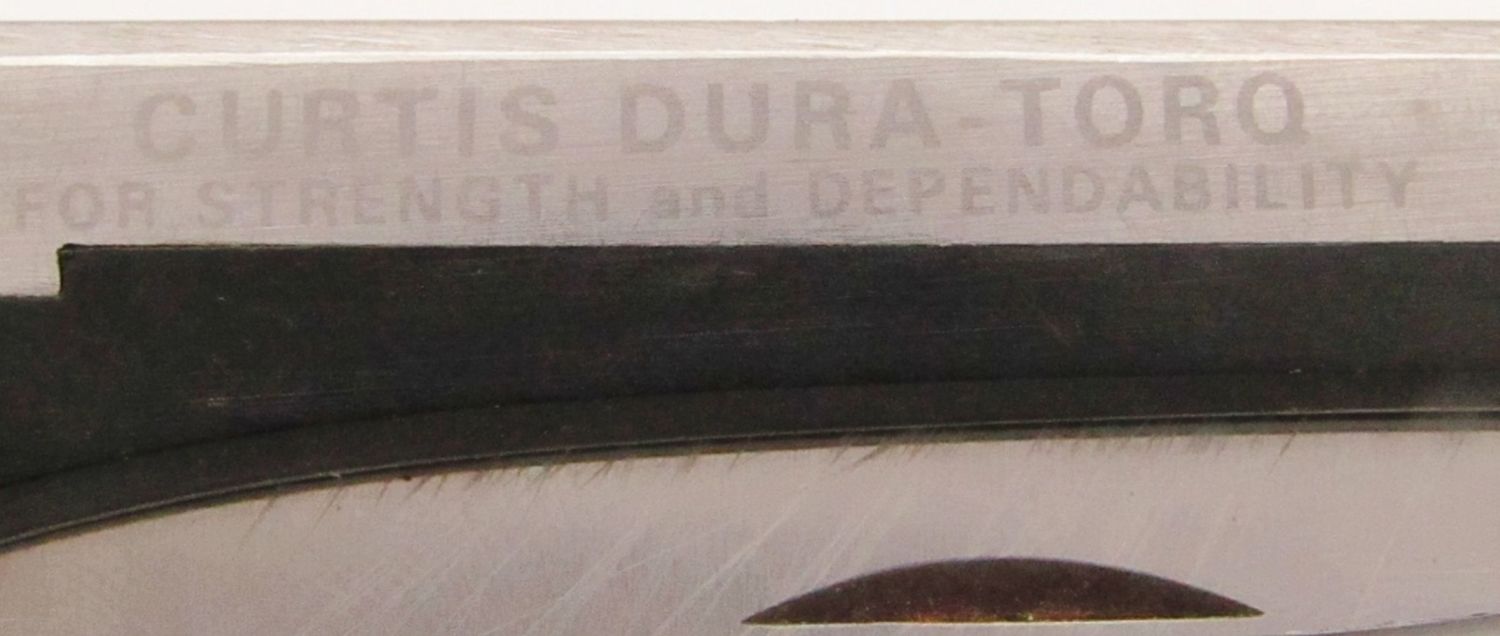 CURTIS DURA-TORQ
FOR STRENGTH and DEPENDABILITY